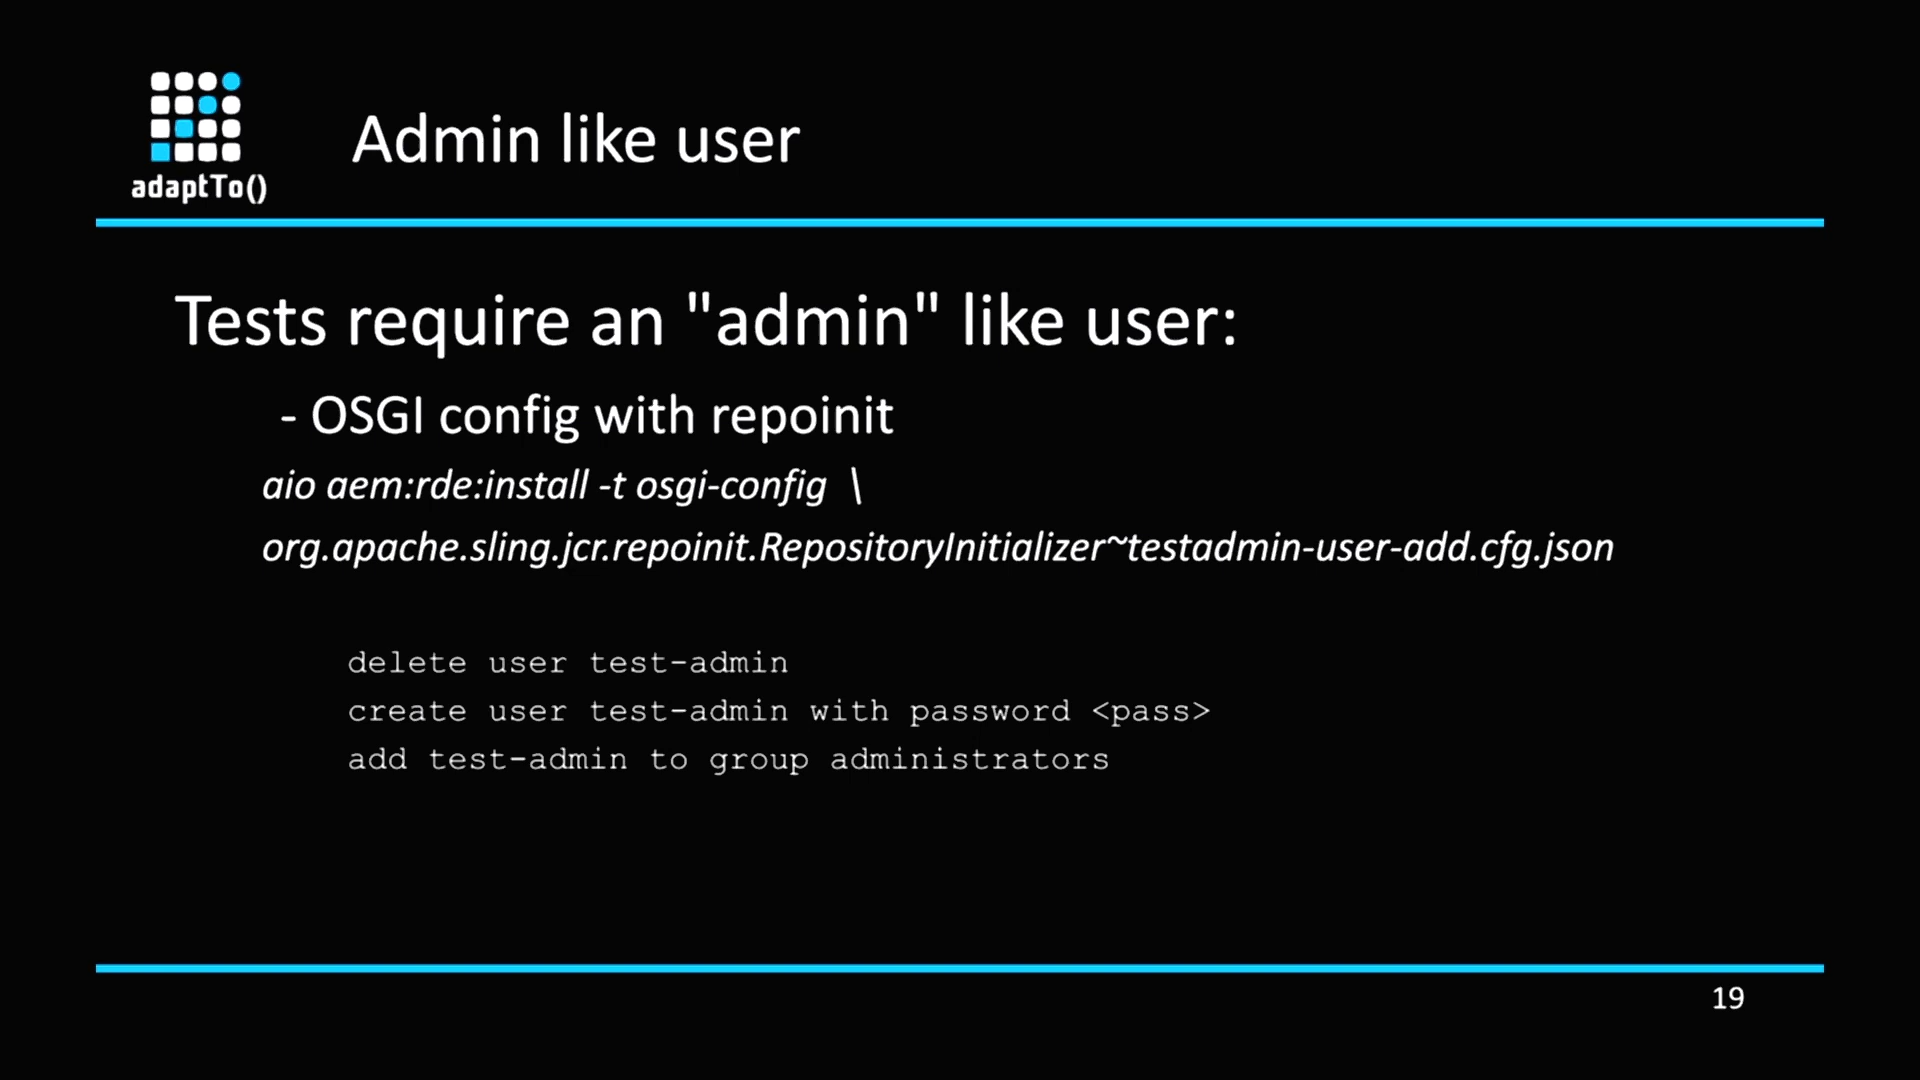 adaptTo()
Admin like user
Tests require an "admin" like user:
- OSGI config with repoinit
aio aem:rde:install -t osgi-config \
org.apache.sling.jcr.repoinit.RepositoryInitializer~testadmin-user-add.cfg.json
delete user test-admin
create user test-admin with password <pass>
add test-admin to group administrators
19